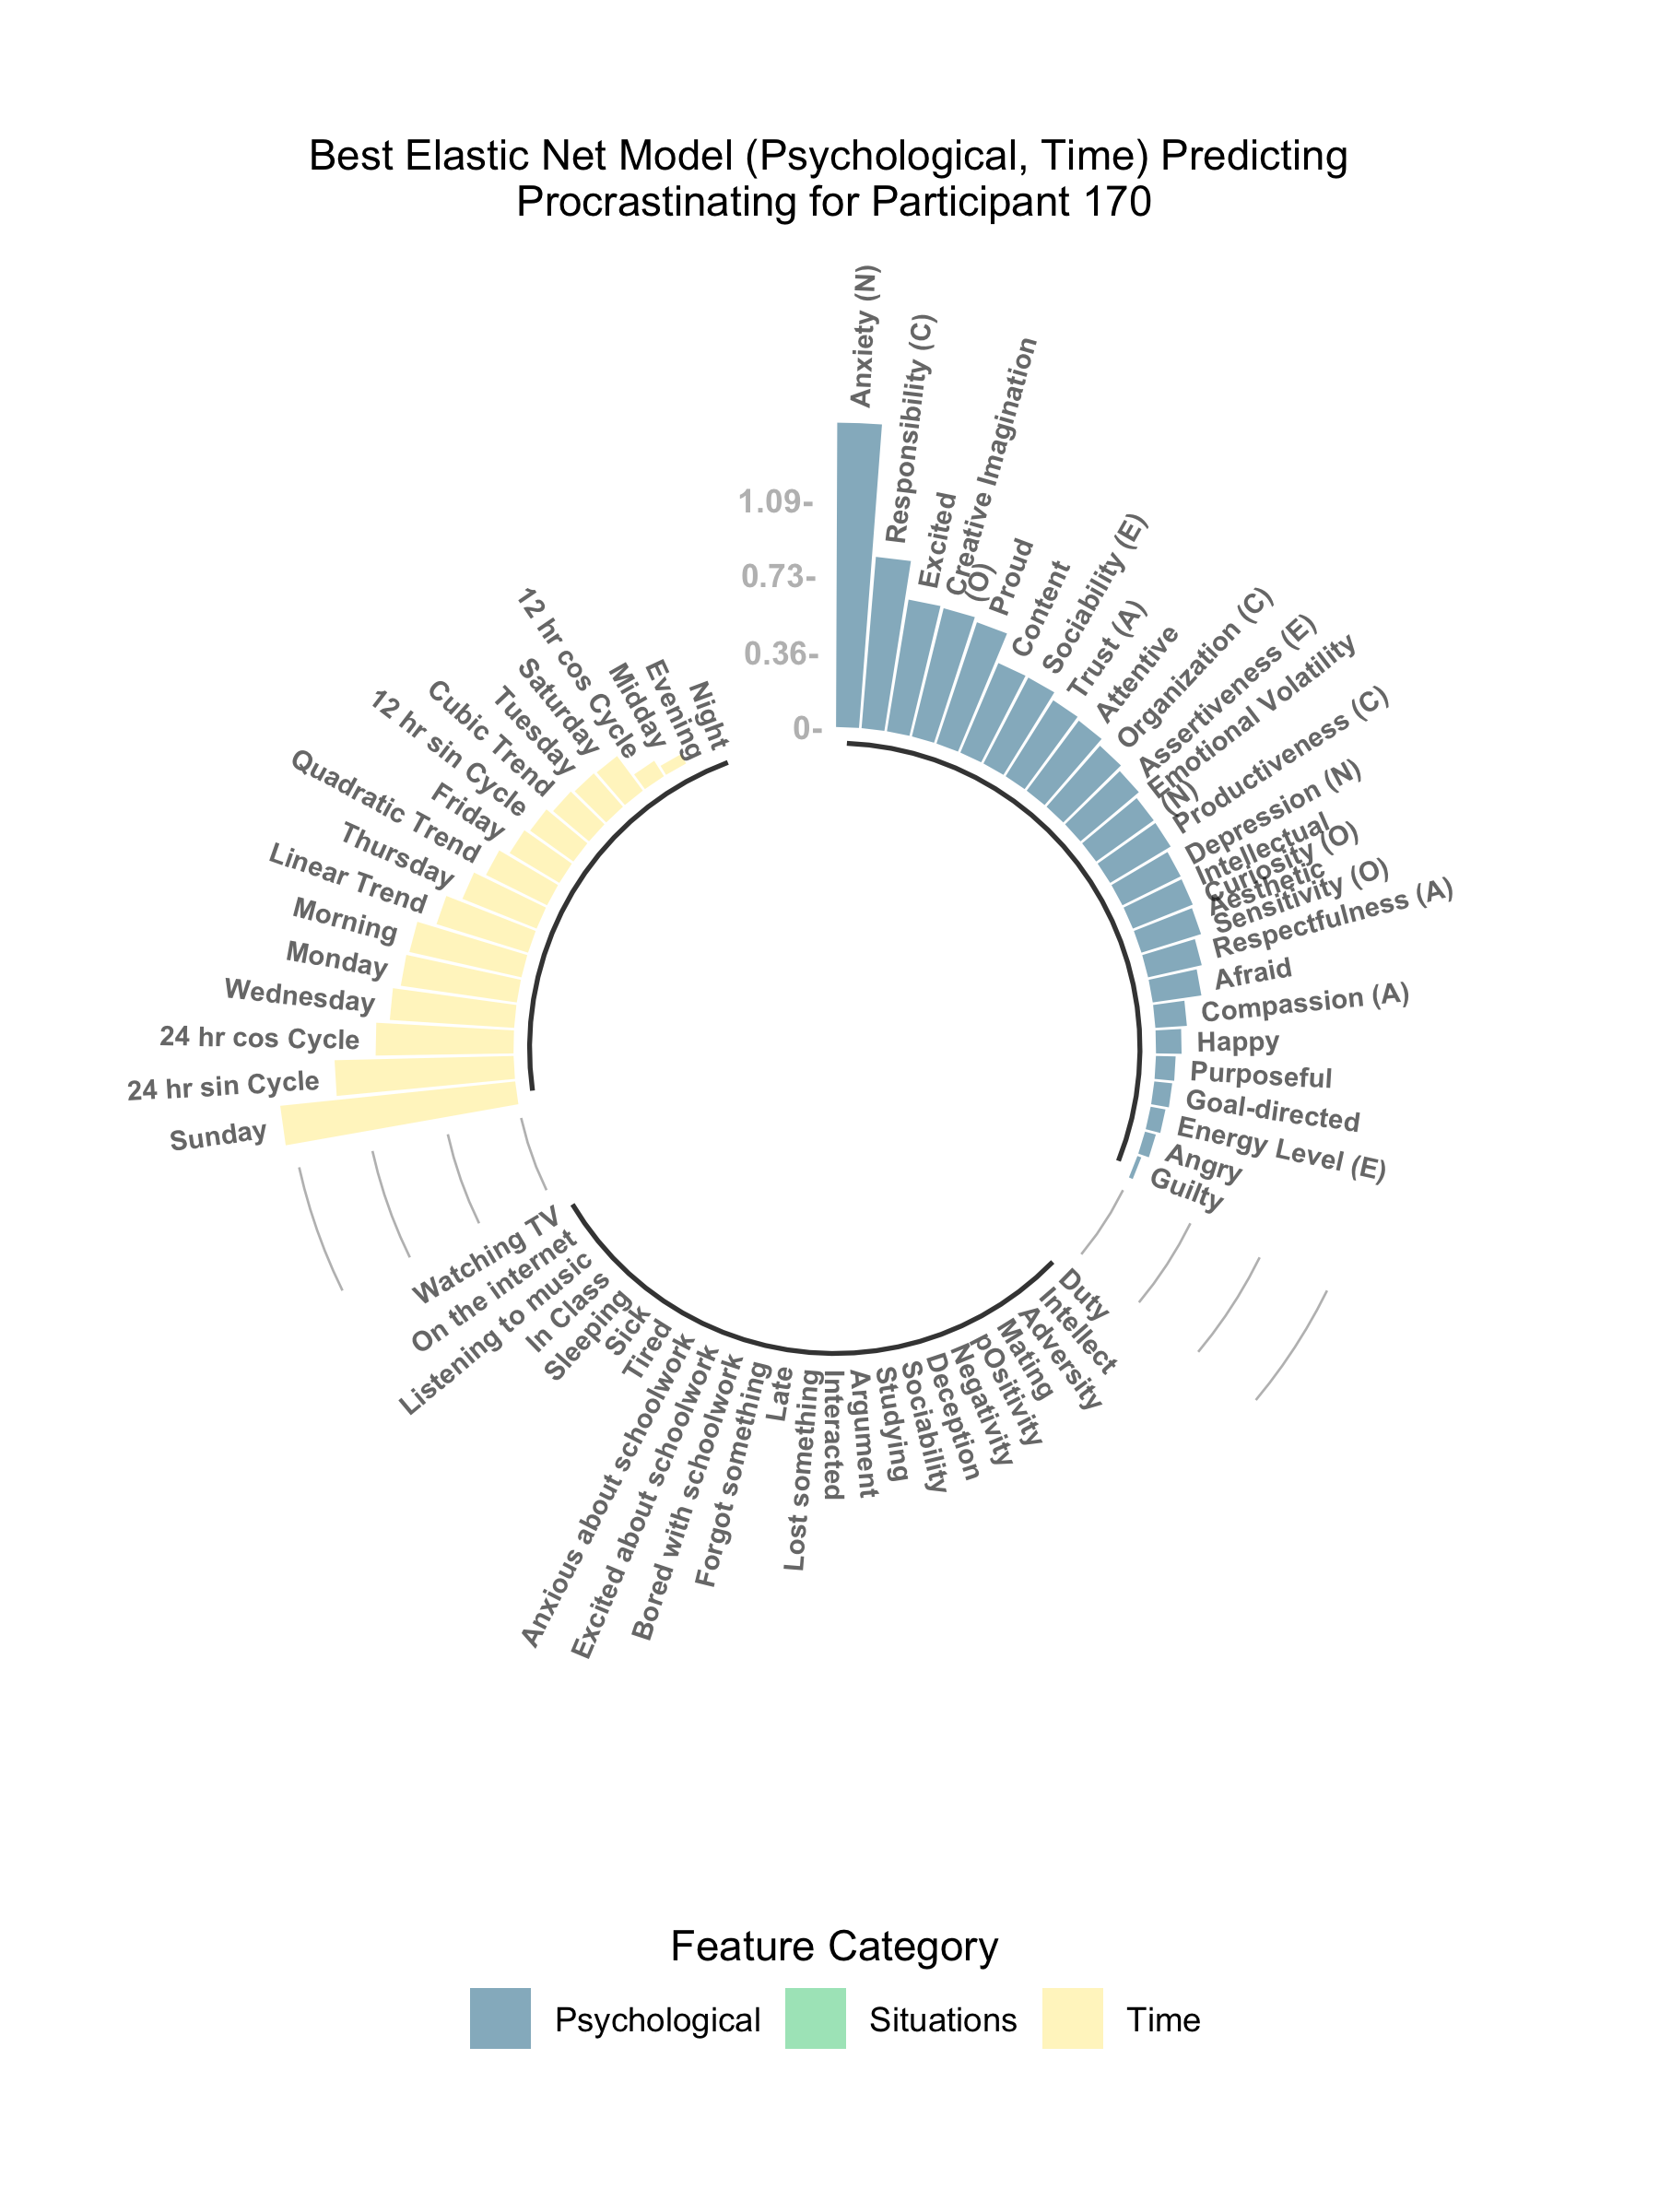 Best Elastic Net Model (Psychological, Time) Predicting
Procrastinating for Participant 170
1.09-
0.73-
0.36-
0-
Anxiety (N)
Responsibility (C)
Excited
Creative Imagination
(O)
Proud
Content
Sociability (E)
Trust (A)
Attentive
Organization (C)
Assertiveness (E)
Emotional Volatility
(N)
Productiveness (C)
Depression (N)
Intellectual
Curiosity (O)
Aesthetic
Sensitivity (O)
Respectfulness (A)
Afraid
Compassion (A)
Happy
Purposeful
Goal-directed
Energy Level (E)
Angry
Guilty
Duty
Intellect
Adversity
Mating
pOsitivity
Negativity
Deception
Sociability
Studying
Argument
Interacted
Lost something
Late
Forgot something
Bored with schoolwork
Excited about schoolwork
Anxious about schoolwork
Tired
Sick
Sleeping
In Class
Listening to music
On the internet
Watching TV
Sunday
24 hr sin Cycle
24 hr cos Cycle
Wednesday
Monday
Morning
Linear Trend
Thursday
Quadratic Trend
Friday
12 hr sin Cycle
Cubic Trend
Tuesday
Saturday
12 hr cos Cycle
Midday
Evening
Night
Feature Category
Psychological
Situations
Time